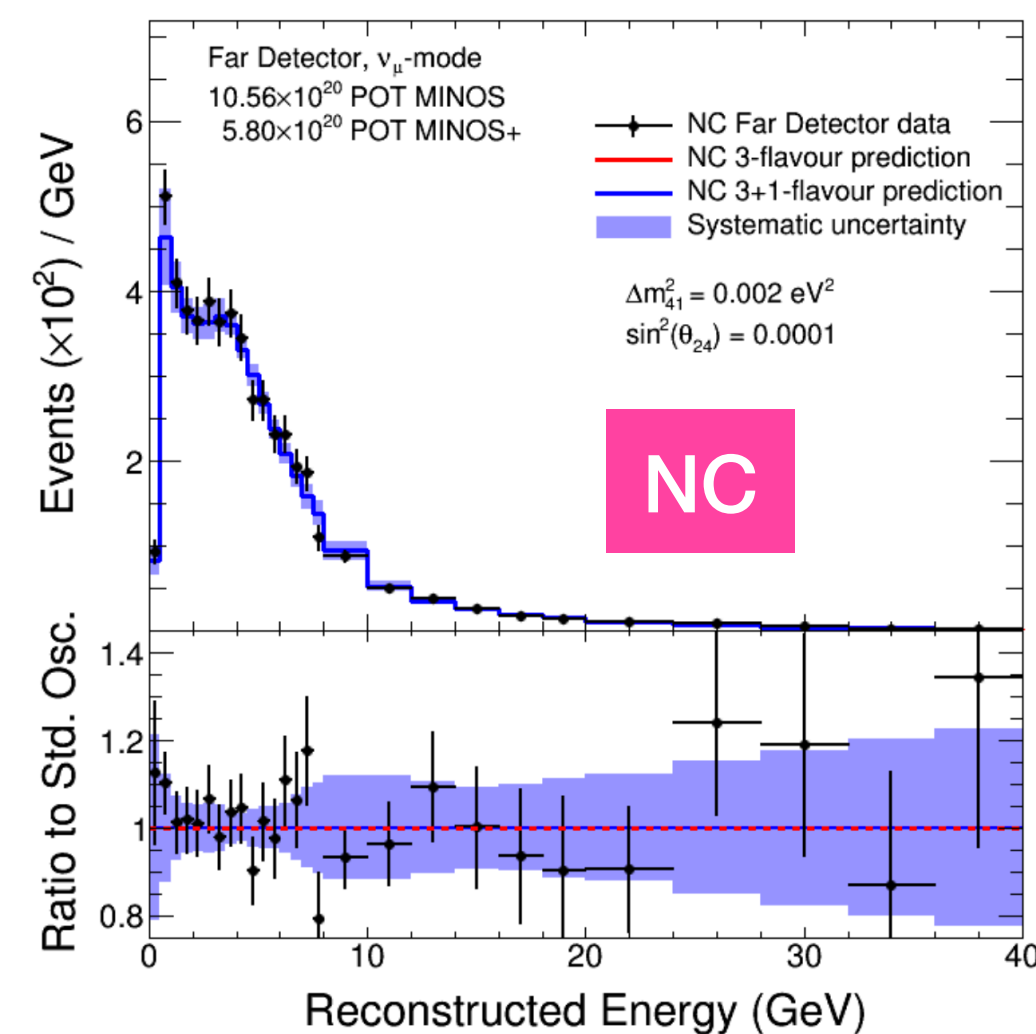 Far Detector, νμ-mode
10.56×10²⁰ POT MINOS
5.80×10²⁰ POT MINOS+
NC Far Detector data
NC 3-flavour prediction
NC 3+1-flavour prediction
Systematic uncertainty
Δm²₄₁ = 0.002 eV²
sin²(θ₂₄) = 0.0001
NC
Events (×10²) / GeV
6
4
2
Ratio to Std. Osc.
1.4
1.2
1
0.8
0 10 20 30 40
Reconstructed Energy (GeV)